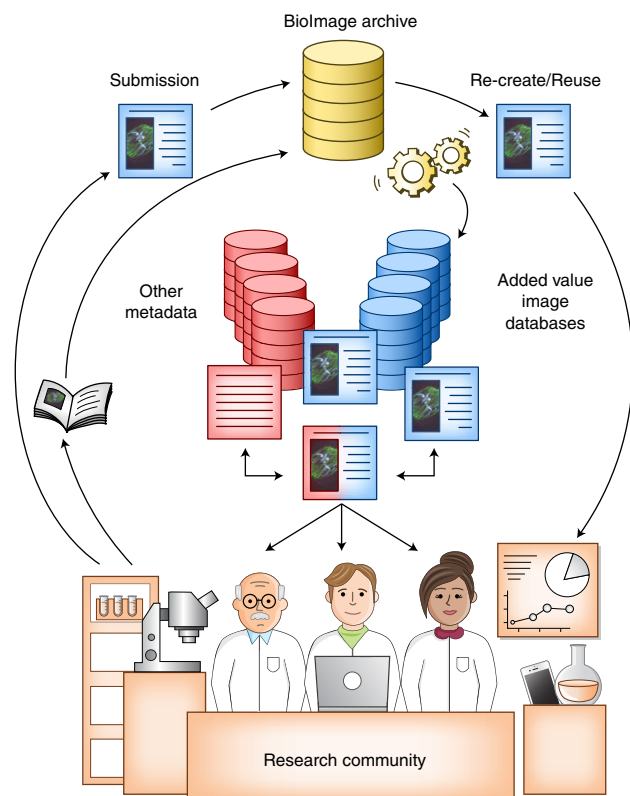 BioImage archive
Submission
Re-create/Reuse
Other
metadata
Added value
image
databases
Research community